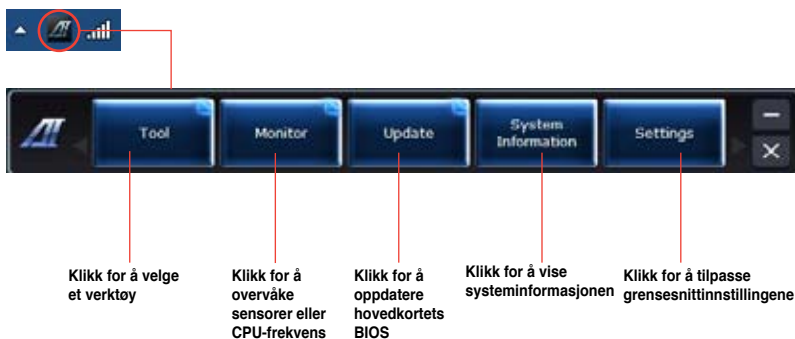 Tool
Monitor
Update
System
Information
Settings
Klikk for å velge
et verktøy
Klikk for å
overvåke
sensorer eller
CPU-frekvens
Klikk for å
oppdatere
hovedkortets
BIOS
Klikk for å vise
systeminformasjonen
Klikk for å tilpasse
grensesnittinnstillingene